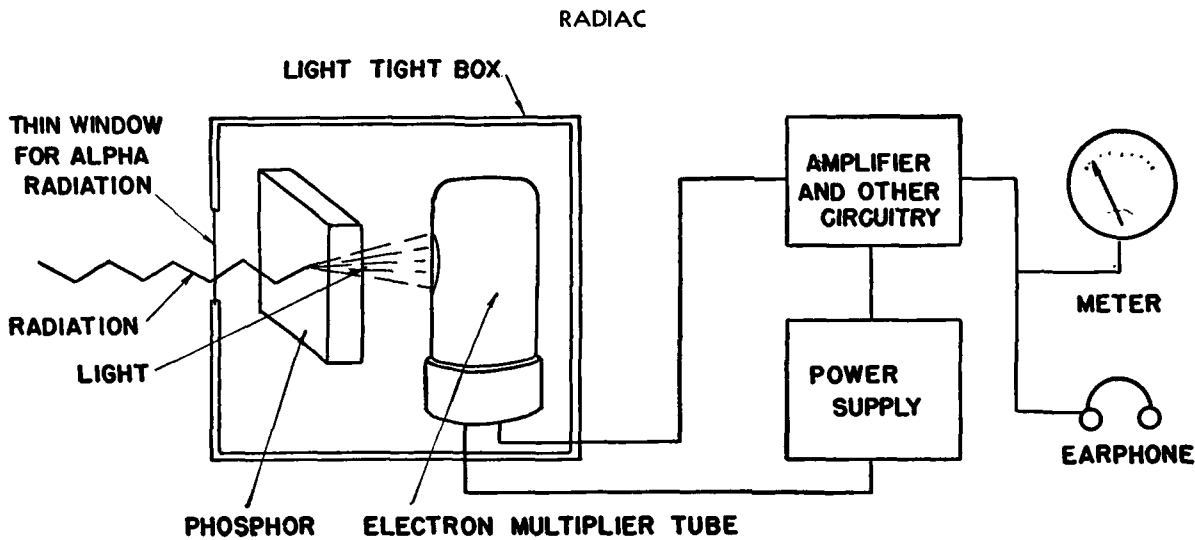 RADIAC
LIGHT TIGHT BOX
THIN WINDOW
FOR ALPHA
RADIATION
RADIATION
LIGHT
PHOSPHOR
ELECTRON MULTIPLIER TUBE
AMPLIFIER
AND OTHER
CIRCUITRY
POWER
SUPPLY
METER
EARPHONE